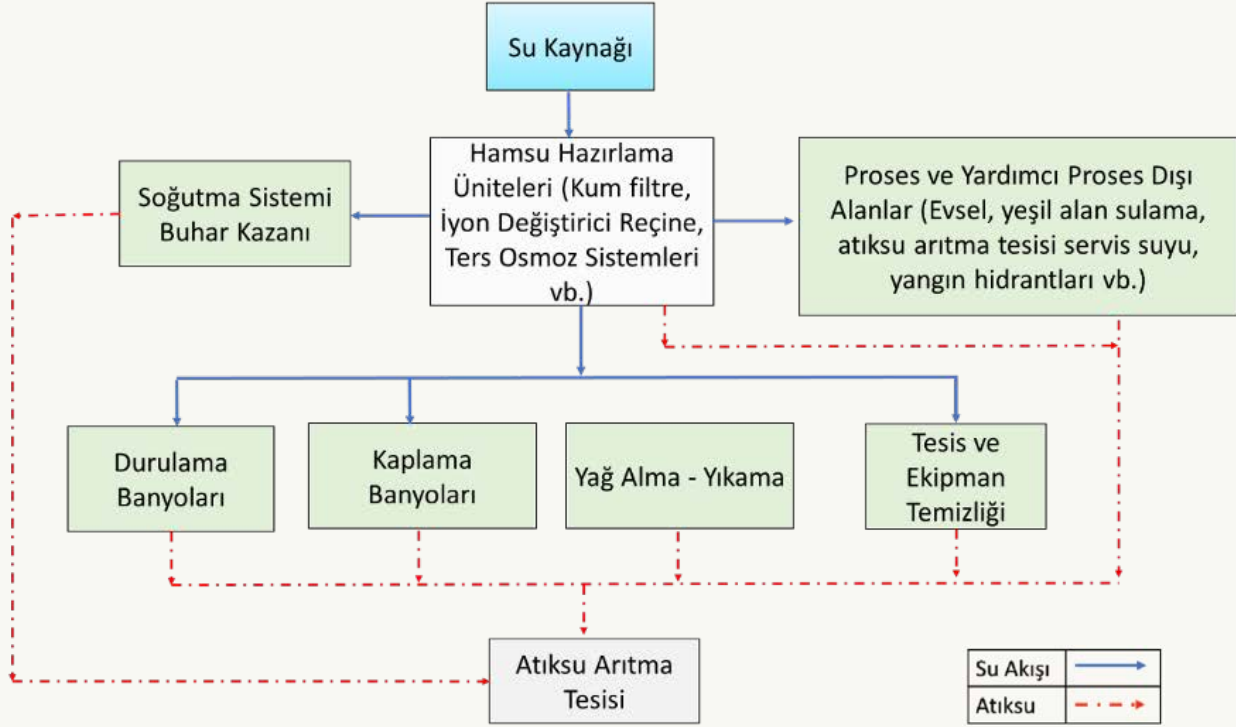 Su Kaynağı
Hamsu Hazırlama
Üniteleri (Kum filtre,
İyon Değiştirici Reçine,
Ters Osmoz Sistemleri
vb.)
Soğutma Sistemi
Buhar Kazanı
Proses ve Yardımcı Proses Dışı
Alanlar (Evsel, yeşil alan sulama,
atıksu arıtma tesisi servis suyu,
yangın hidrantları vb.)
Durulama
Banyoları
Kaplama
Banyoları
Yağ Alma - Yıkama
Tesis ve
Ekipman
Temizliği
Atıksu Arıtma
Tesisi
Su Akışı
Atıksu